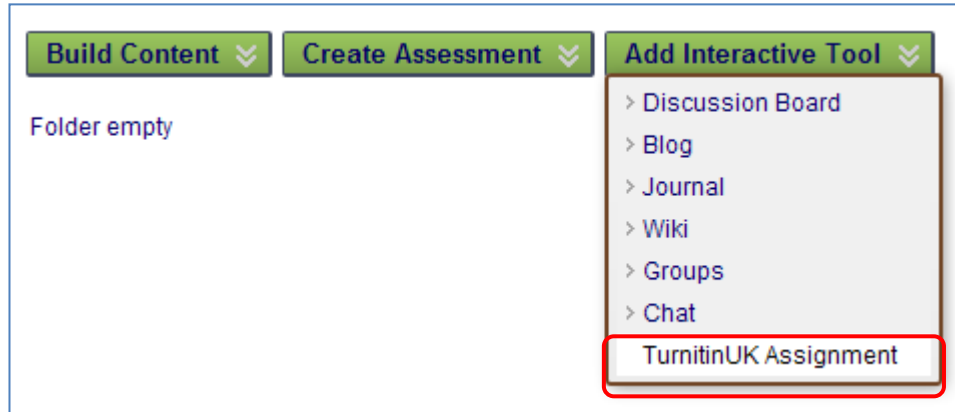 Build Content Create Assessment Add Interactive Tool
Folder empty
> Discussion Board
> Blog
> Journal
> Wiki
> Groups
> Chat
TurnitinUK Assignment